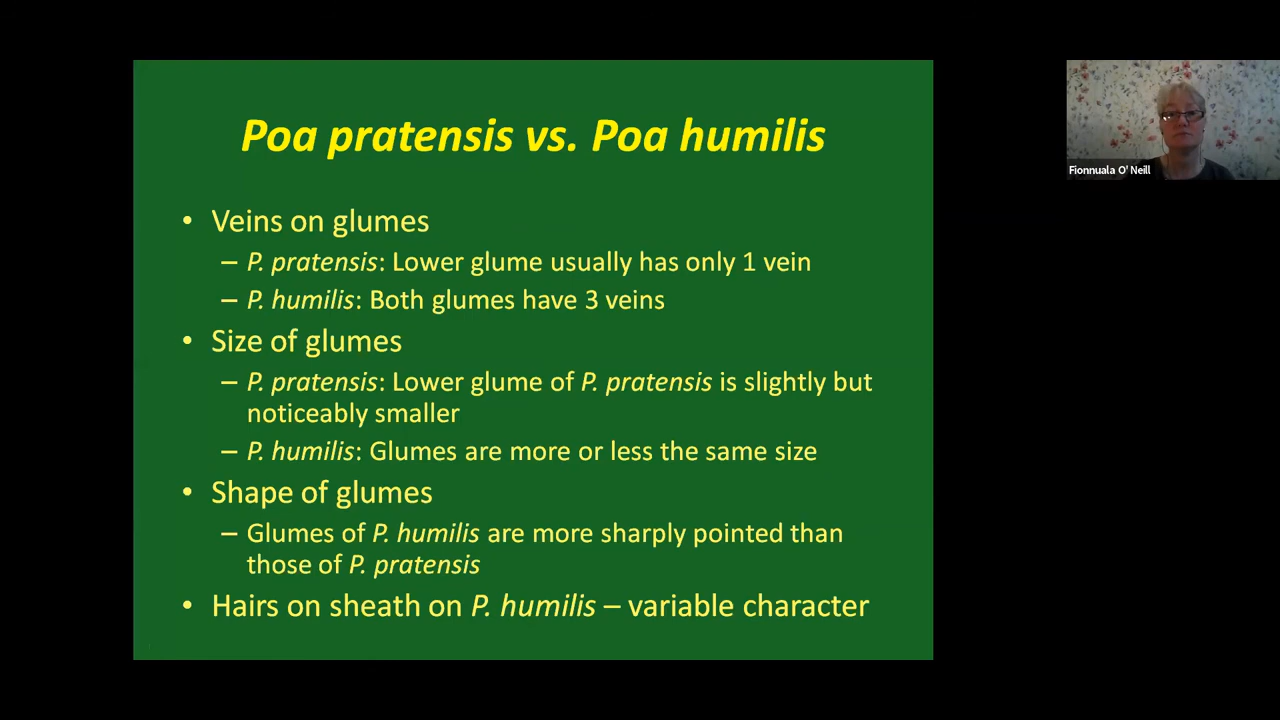 Poa pratensis vs. Poa humilis
• Veins on glumes
– P. pratensis: Lower glume usually has only 1 vein
– P. humilis: Both glumes have 3 veins
• Size of glumes
– P. pratensis: Lower glume of P. pratensis is slightly but
noticeably smaller
– P. humilis: Glumes are more or less the same size
• Shape of glumes
– Glumes of P. humilis are more sharply pointed than
those of P. pratensis
• Hairs on sheath on P. humilis – variable character
Fionnuala O' Neill